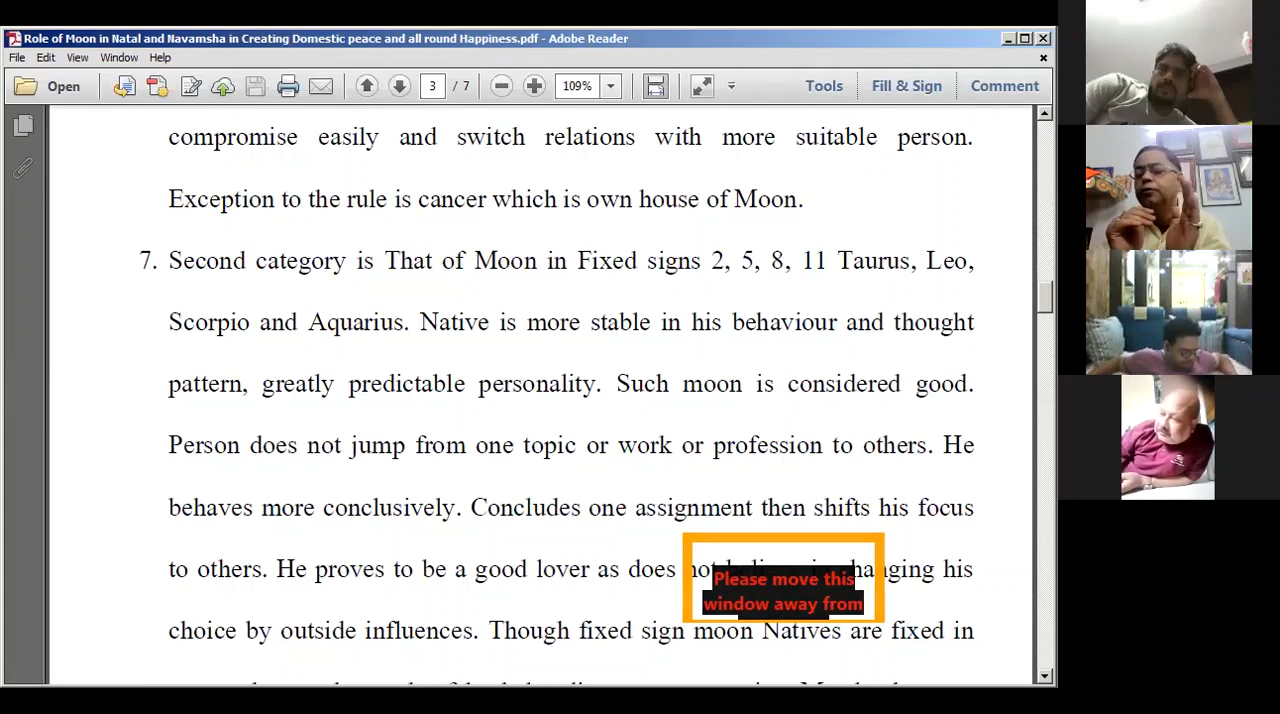 Role of Moon in Natal and Navamsha in Creating Domestic peace and all round Happiness.pdf - Adobe Reader
File Edit View Window Help
Open 3 / 7 109% Tools Fill & Sign Comment
compromise easily and switch relations with more suitable person.
Exception to the rule is cancer which is own house of Moon.
7. Second category is That of Moon in Fixed signs 2, 5, 8, 11 Taurus, Leo,
Scorpio and Aquarius. Native is more stable in his behaviour and thought
pattern, greatly predictable personality. Such moon is considered good.
Person does not jump from one topic or work or profession to others. He
behaves more conclusively. Concludes one assignment then shifts his focus
to others. He proves to be a good lover as does his
Please move this
window away from
choice by outside influences. Though fixed sign moon Natives are fixed in